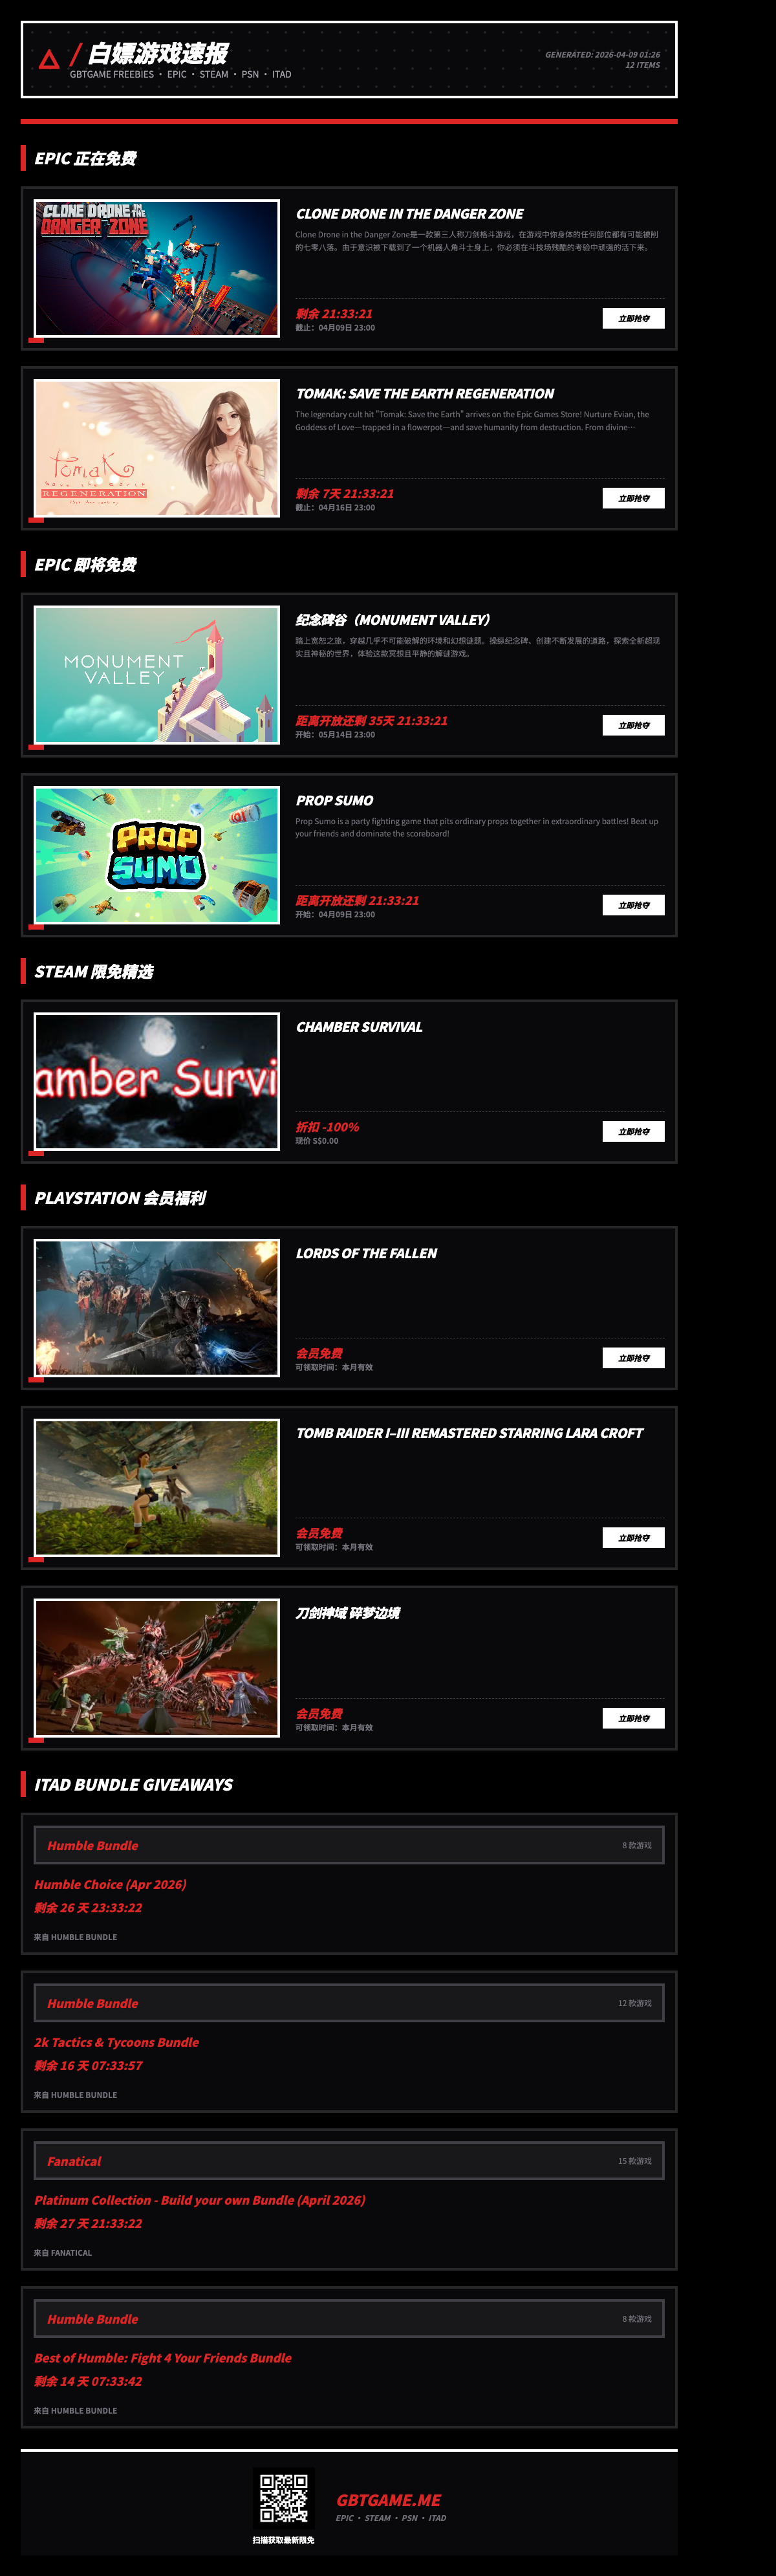 / 白嫖游戏速报
GBTGAME FREEBIES • EPIC • STEAM • PSN • ITAD
GENERATED: 2026-04-09 01:26
12 ITEMS
EPIC 正在免费
CLONE DRONE IN THE
DANGER ZONE
CLONE DRONE IN THE DANGER ZONE
Clone Drone in the Danger Zone是一款第三人称刀剑格斗游戏，在游戏中你身体的任何部位都有可能被削
的七零八落。由于意识被下载到了一个机器人角斗士身上，你必须在斗技场残酷的考验中顽强的活下来。
剩余 21:33:21
截止：04月09日 23:00
立即抢夺
Tomak
Save the Earth
REGENERATION
TOMAK: SAVE THE EARTH REGENERATION
The legendary cult hit "Tomak: Save the Earth" arrives on the Epic Games Store! Nurture Evian, the
Goddess of Love—trapped in a flowerpot—and save humanity from destruction. From divine…
剩余 7天 21:33:21
截止：04月16日 23:00
立即抢夺
EPIC 即将免费
MONUMENT
VALLEY
纪念碑谷（MONUMENT VALLEY）
踏上宽恕之旅，穿越几乎不可能破解的环境和幻想谜题。操纵纪念碑、创建不断发展的道路，探索全新超现
实且神秘的世界，体验这款冥想且平静的解谜游戏。
距离开放还剩 35天 21:33:21
开始：05月14日 23:00
立即抢夺
PROP
SUMO
PROP SUMO
Prop Sumo is a party fighting game that pits ordinary props together in extraordinary battles! Beat up
your friends and dominate the scoreboard!
距离开放还剩 21:33:21
开始：04月09日 23:00
立即抢夺
STEAM 限免精选
amber Survi
CHAMBER SURVIVAL
折扣 -100%
现价 S$0.00
立即抢夺
PLAYSTATION 会员福利
LORDS OF THE FALLEN
会员免费
可领取时间：本月有效
立即抢夺
TOMB RAIDER I–III REMASTERED STARRING LARA CROFT
会员免费
可领取时间：本月有效
立即抢夺
刀剑神域 碎梦边境
会员免费
可领取时间：本月有效
立即抢夺
ITAD BUNDLE GIVEAWAYS
Humble Bundle
8 款游戏
Humble Choice (Apr 2026)
剩余 26 天 23:33:22
来自 HUMBLE BUNDLE
Humble Bundle
12 款游戏
2k Tactics & Tycoons Bundle
剩余 16 天 07:33:57
来自 HUMBLE BUNDLE
Fanatical
15 款游戏
Platinum Collection - Build your own Bundle (April 2026)
剩余 27 天 21:33:22
来自 FANATICAL
Humble Bundle
8 款游戏
Best of Humble: Fight 4 Your Friends Bundle
剩余 14 天 07:33:42
来自 HUMBLE BUNDLE
扫描获取最新限免
GBTGAME.ME
EPIC • STEAM • PSN • ITAD